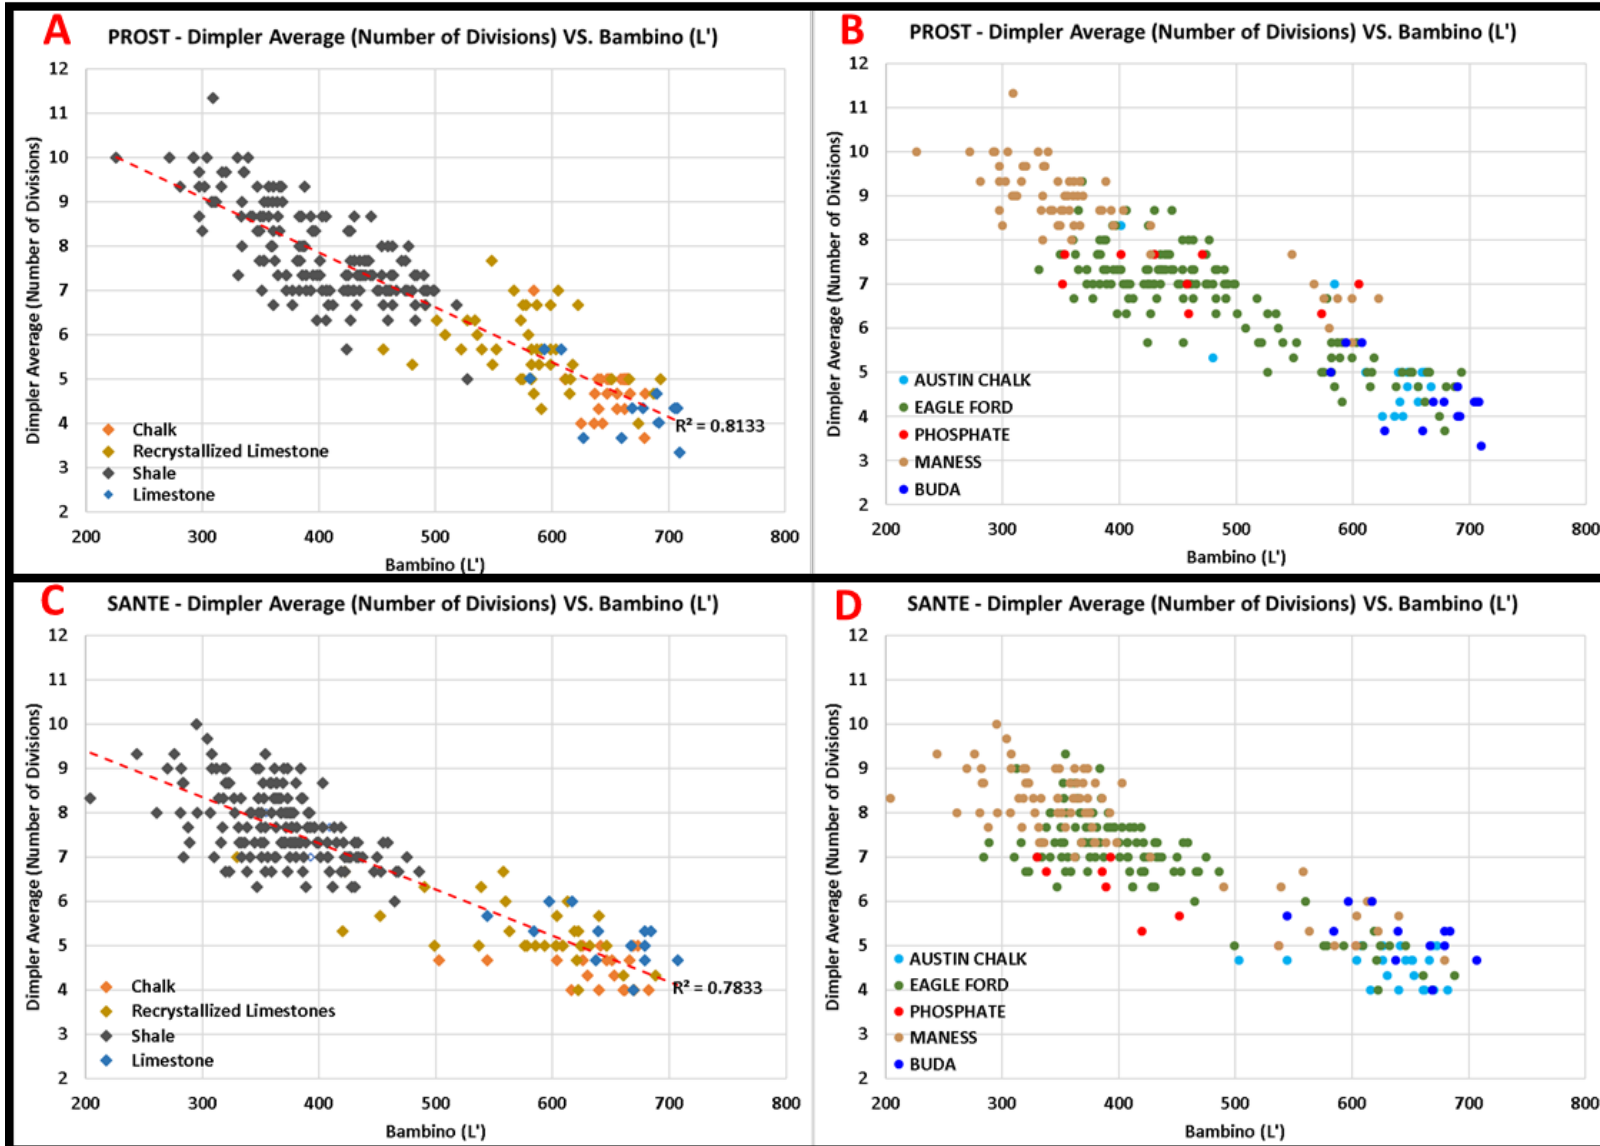 A
PROST - Dimpler Average (Number of Divisions) VS. Bambino (L')
Dimpler Average (Number of Divisions)
12
11
10
9
8
7
6
5
4
3
2
Chalk
Recrystallized Limestone
Shale
Limestone
R² = 0.8133
200 300 400 500 600 700 800
Bambino (L')
B
PROST - Dimpler Average (Number of Divisions) VS. Bambino (L')
Dimpler Average (Number of Divisions)
12
11
10
9
8
7
6
5
4
3
2
AUSTIN CHALK
EAGLE FORD
PHOSPHATE
MANESS
BUDA
200 300 400 500 600 700 800
Bambino (L')
C
SANTE - Dimpler Average (Number of Divisions) VS. Bambino (L')
Dimpler Average (Number of Divisions)
12
11
10
9
8
7
6
5
4
3
2
Chalk
Recrystallized Limestones
Shale
Limestone
R² = 0.7833
200 300 400 500 600 700 800
Bambino (L')
D
SANTE - Dimpler Average (Number of Divisions) VS. Bambino (L')
Dimpler Average (Number of Divisions)
12
11
10
9
8
7
6
5
4
3
2
AUSTIN CHALK
EAGLE FORD
PHOSPHATE
MANESS
BUDA
200 300 400 500 600 700 800
Bambino (L')